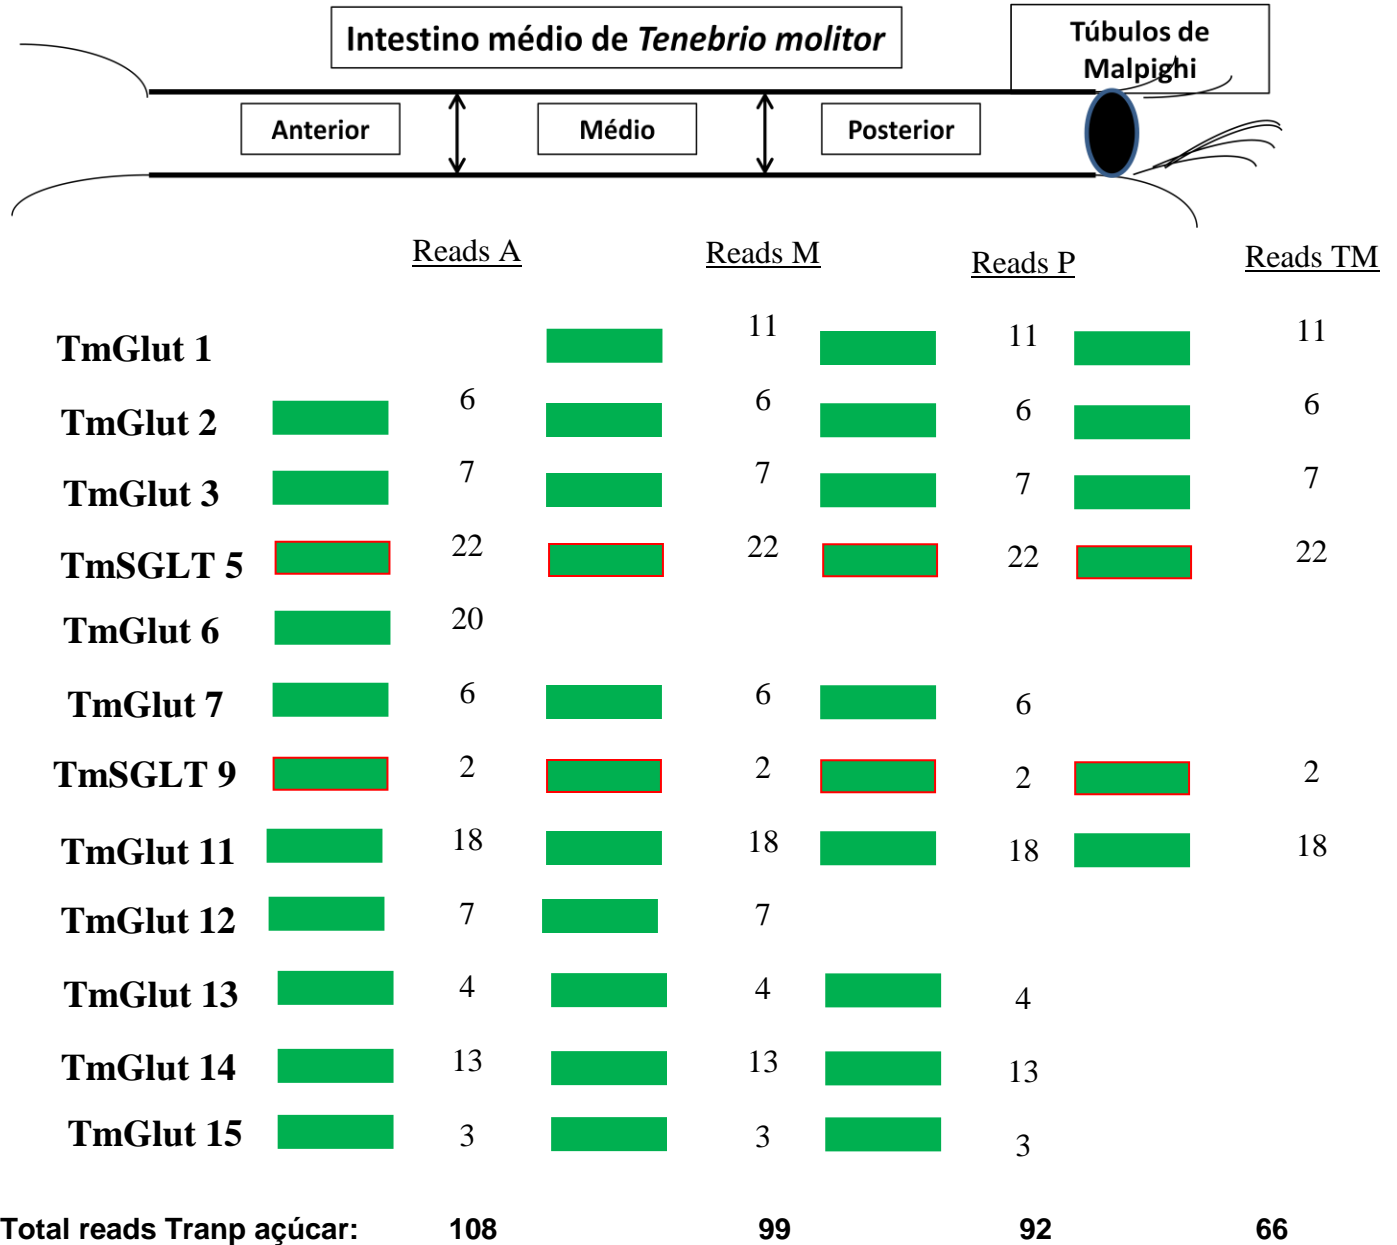 Intestino médio de Tenebrio molitor
Túbulos de
Malpighi
Anterior
Médio
Posterior
Reads A
Reads M
Reads P
Reads TM
TmGlut 1 11 11 11
TmGlut 2 6 6 6 6
TmGlut 3 7 7 7 7
TmSGLT 5 22 22 22 22
TmGlut 6 20
TmGlut 7 6 6 6
TmSGLT 9 2 2 2 2
TmGlut 11 18 18 18 18
TmGlut 12 7 7
TmGlut 13 4 4 4
TmGlut 14 13 13 13
TmGlut 15 3 3 3
Total reads Tranp açúcar: 108 99 92 66